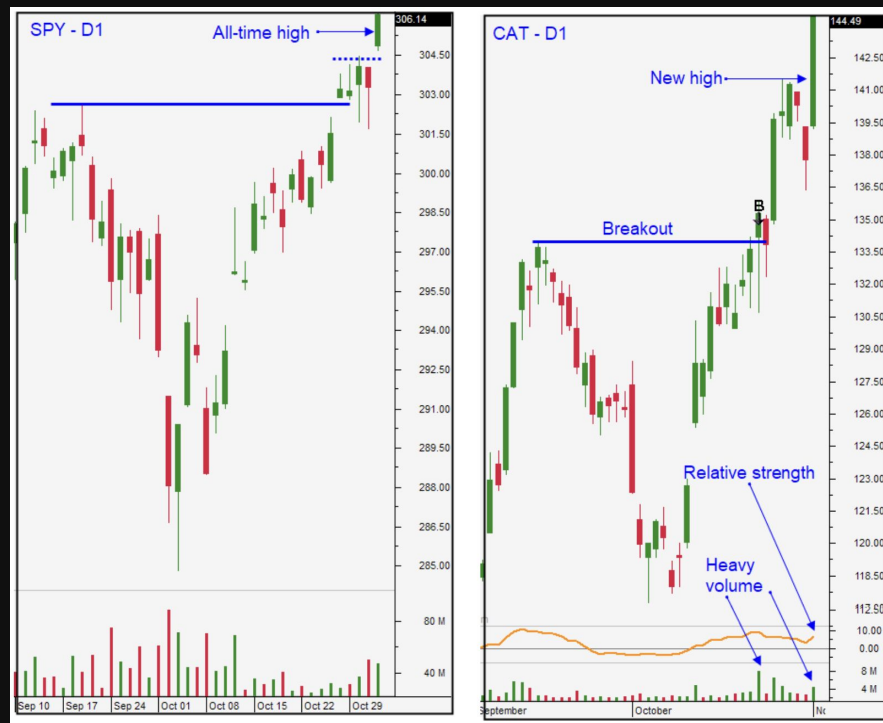 SPY - D1
All-time high
306.14
304.50
303.00
301.50
300.00
298.50
297.00
295.50
294.00
292.50
291.00
289.50
288.00
286.50
285.00
80 M
40 M
Sep 10
Sep 17
Sep 24
Oct 01
Oct 08
Oct 15
Oct 22
Oct 29
CAT - D1
New high
B
Breakout
Relative strength
Heavy
volume
144.49
142.50
141.00
139.50
138.00
136.50
135.00
133.50
132.00
130.50
129.00
127.50
126.00
124.50
123.00
121.50
120.00
118.50
112.50
10.00
0.00
8 M
4 M
September
October